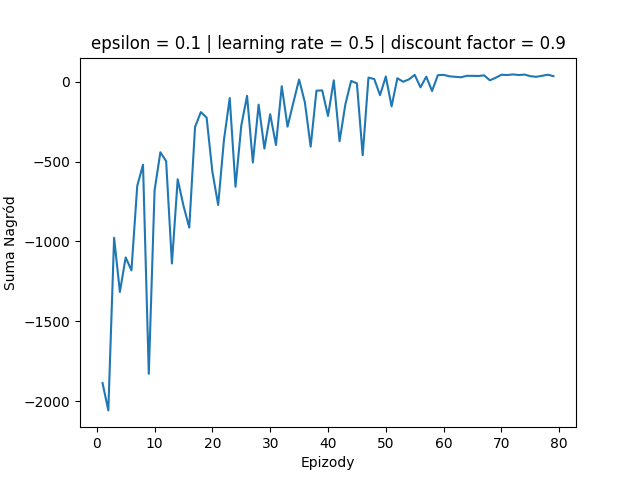 epsilon = 0.1 | learning rate = 0.5 | discount factor = 0.9
0
−500
−1000
−1500
−2000
Suma Nagród
0 10 20 30 40 50 60 70 80
Epizody